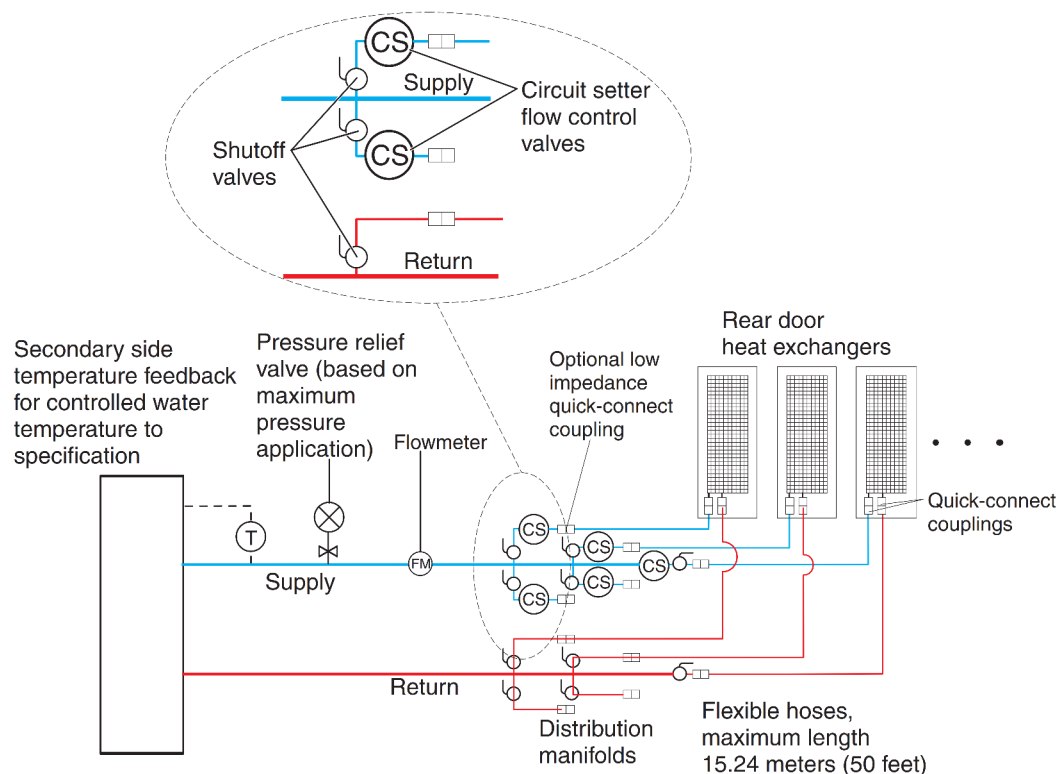 CS
Supply
Circuit setter
flow control
valves
Shutoff
valves
CS
Return
Rear door
heat exchangers
Secondary side
temperature feedback
for controlled water
temperature to
specification
Pressure relief
valve (based on
maximum
pressure
application)
Flowmeter
Optional low
impedance
quick-connect
coupling
• • •
Quick-connect
couplings
T
FM
CS
CS
CS
CS
CS
Supply
Return
Distribution
manifolds
Flexible hoses,
maximum length
15.24 meters (50 feet)